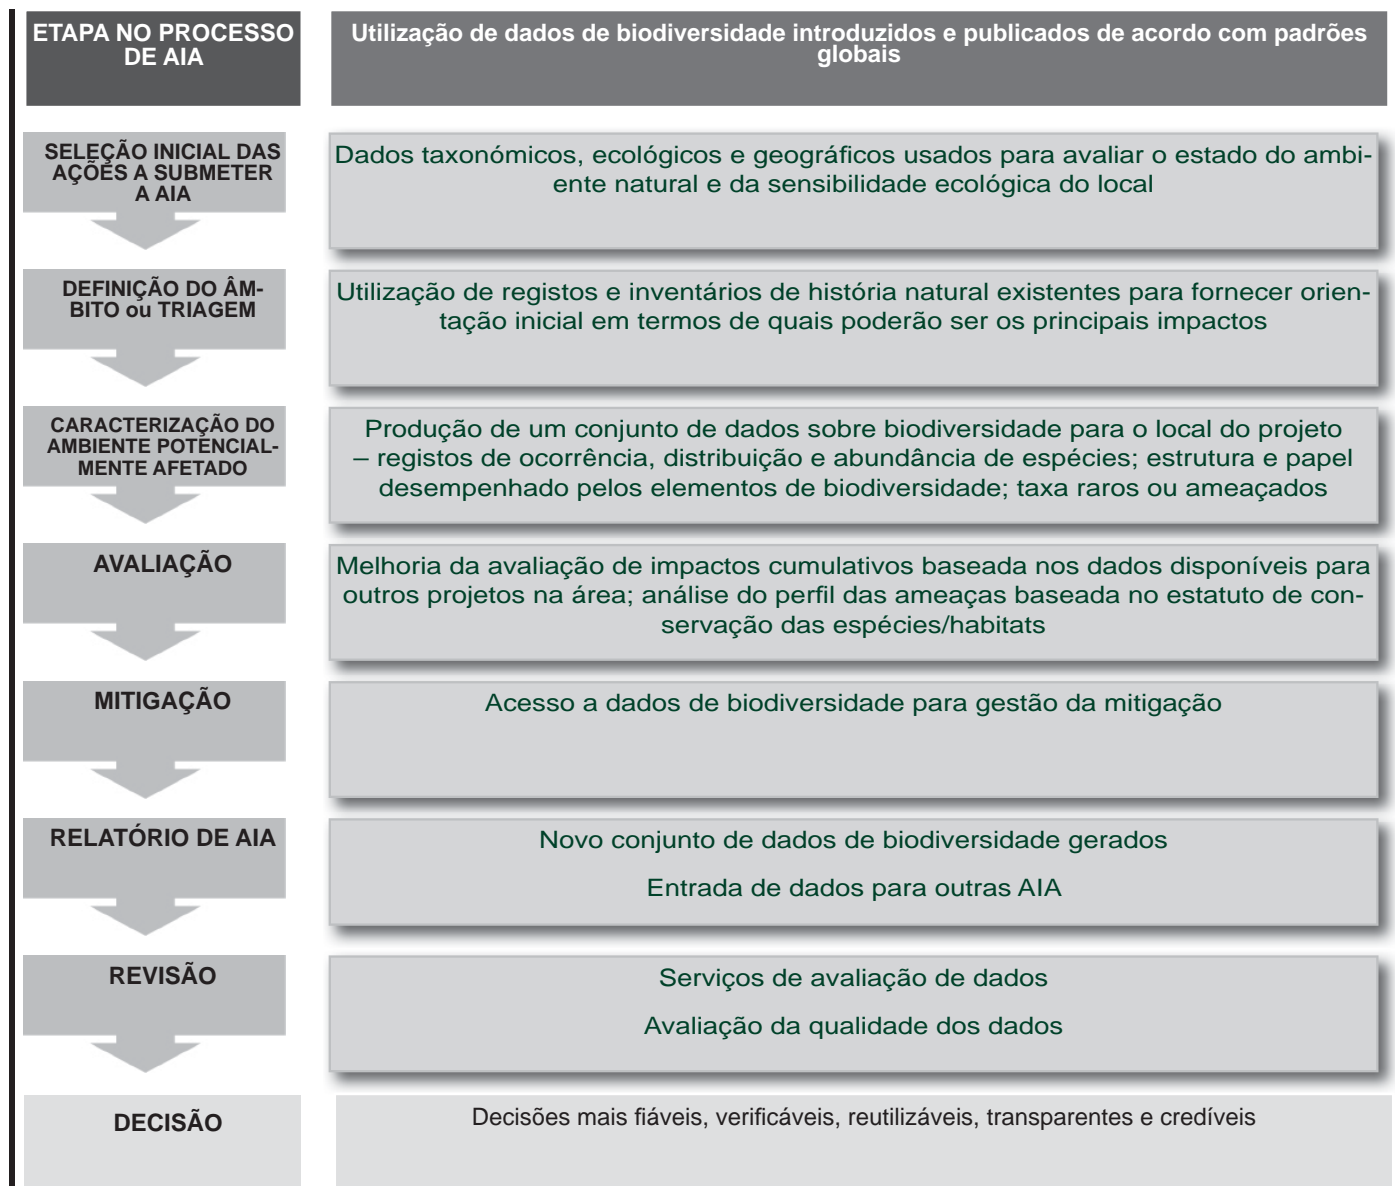 ETAPA NO PROCESSO
DE AIA
Utilização de dados de biodiversidade introduzidos e publicados de acordo com padrões
globais
SELEÇÃO INICIAL DAS
AÇÕES A SUBMETER
A AIA
Dados taxonómicos, ecológicos e geográficos usados para avaliar o estado do ambi-
ente natural e da sensibilidade ecológica do local
DEFINIÇÃO DO ÂM-
BITO ou TRIAGEM
Utilização de registos e inventários de história natural existentes para fornecer orien-
tação inicial em termos de quais poderão ser os principais impactos
CARACTERIZAÇÃO DO
AMBIENTE POTENCIAL-
MENTE AFETADO
Produção de um conjunto de dados sobre biodiversidade para o local do projeto
– registos de ocorrência, distribuição e abundância de espécies; estrutura e papel
desempenhado pelos elementos de biodiversidade; taxa raros ou ameaçados
AVALIAÇÃO
Melhoria da avaliação de impactos cumulativos baseada nos dados disponíveis para
outros projetos na área; análise do perfil das ameaças baseada no estatuto de con-
servação das espécies/habitats
MITIGAÇÃO
Acesso a dados de biodiversidade para gestão da mitigação
RELATÓRIO DE AIA
Novo conjunto de dados de biodiversidade gerados
Entrada de dados para outras AIA
REVISÃO
Serviços de avaliação de dados
Avaliação da qualidade dos dados
DECISÃO
Decisões mais fiáveis, verificáveis, reutilizáveis, transparentes e credíveis